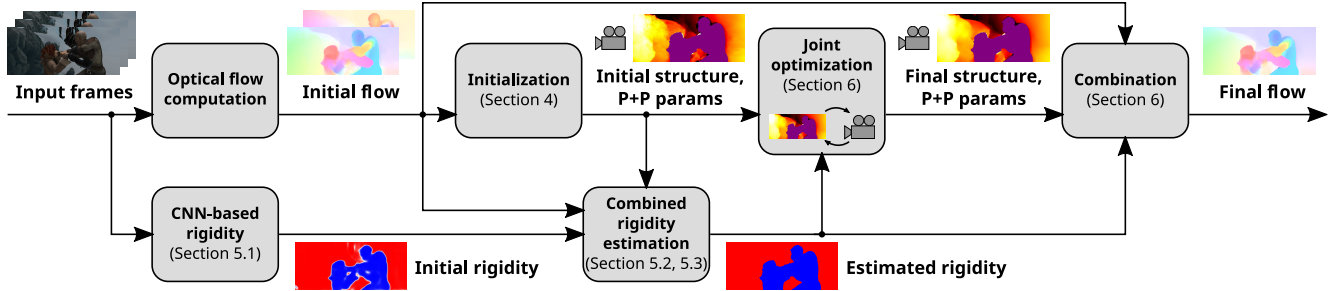 Input frames
Optical flow
computation
Initial flow
Initialization
(Section 4)
Initial structure,
P+P params
Joint
optimization
(Section 6)
Final structure,
P+P params
Combination
(Section 6)
Final flow
CNN-based
rigidity
(Section 5.1)
Initial rigidity
Combined
rigidity
estimation
(Section 5.2, 5.3)
Estimated rigidity